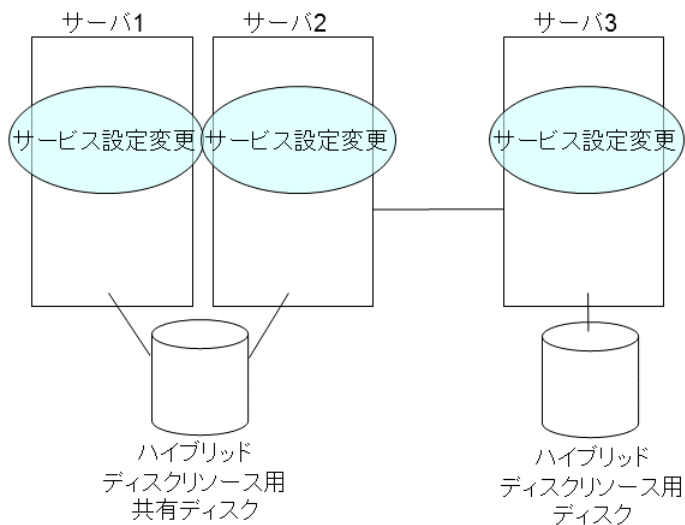 サーバ1
サーバ2
サーバ3
サービス設定変更
サービス設定変更
サービス設定変更
ハイブリッド
ディスクリソース用
共有ディスク
ハイブリッド
ディスクリソース用
ディスク